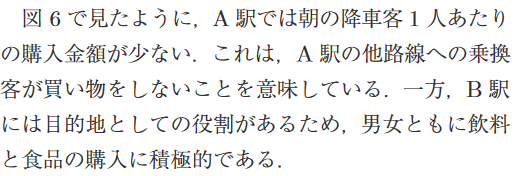 図 6 で見たように，A 駅では朝の降車客 1 人あたり
の購入金額が少ない．これは，A 駅の他路線への乗換
客が買い物をしないことを意味している．一方，B 駅
には目的地としての役割があるため，男女ともに飲料
と食品の購入に積極的である．